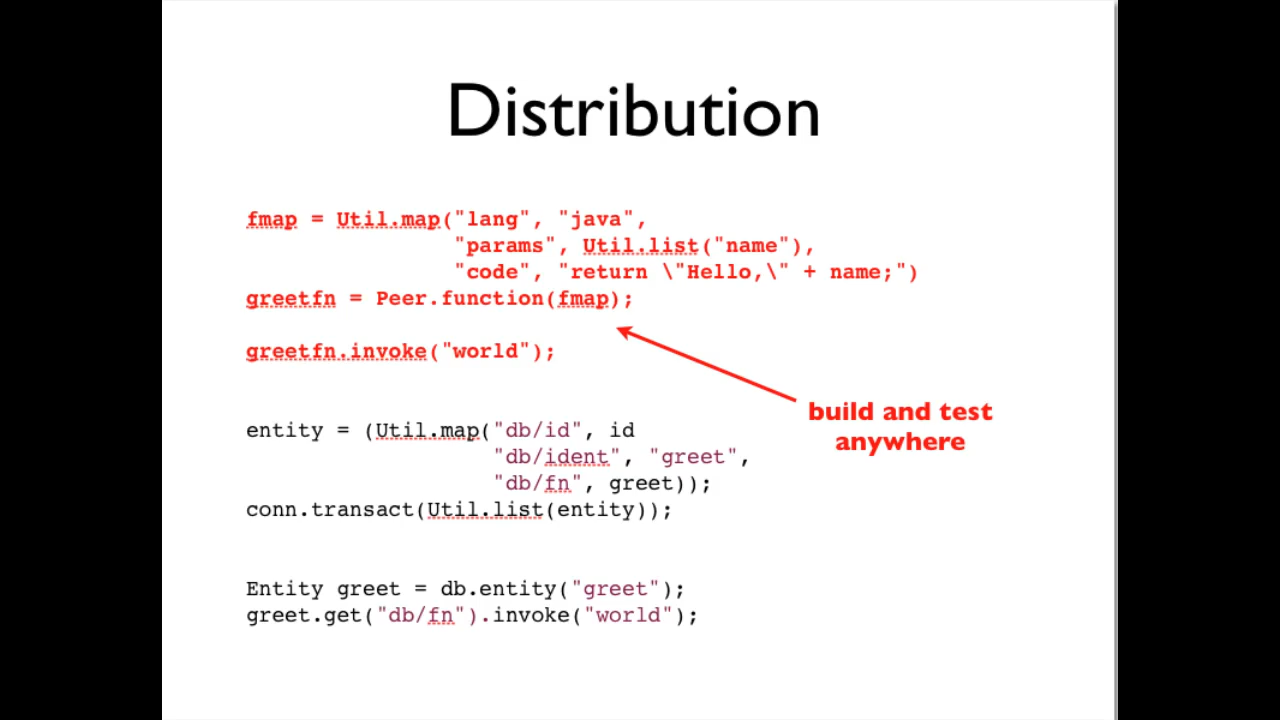 Distribution
fmap = Util.map("lang", "java",
"params", Util.list("name"),
"code", "return \"Hello,\" + name;")
greetfn = Peer.function(fmap);
greetfn.invoke("world");
build and test
anywhere
entity = (Util.map("db/id", id
"db/ident", "greet",
"db/fn", greet));
conn.transact(Util.list(entity));
Entity greet = db.entity("greet");
greet.get("db/fn").invoke("world");